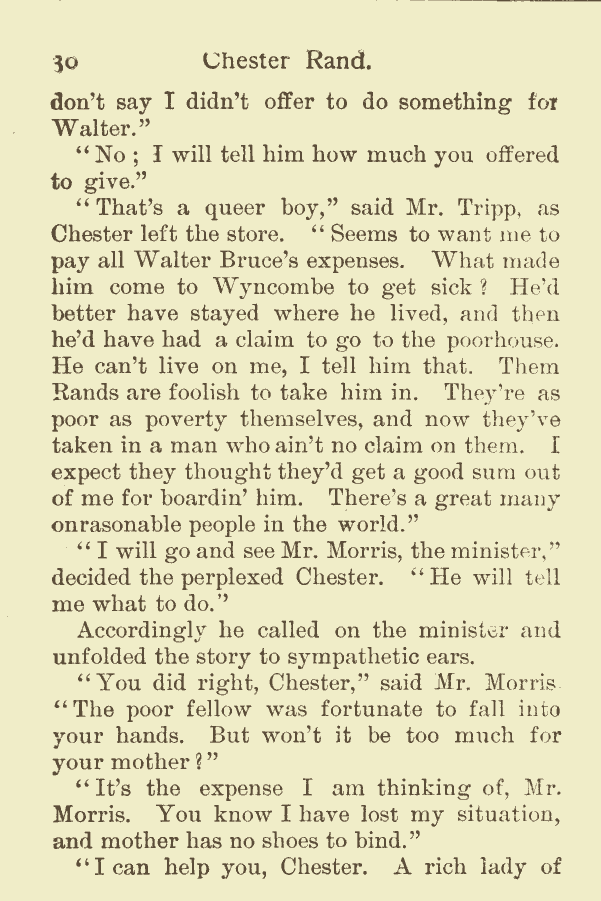 30 Chester Rand.
don't say I didn't offer to do something for
Walter."
"No; I will tell him how much you offered
to give."
"That's a queer boy," said Mr. Tripp, as
Chester left the store. "Seems to want me to
pay all Walter Bruce's expenses. What made
him come to Wyncombe to get sick? He'd
better have stayed where he lived, and then
he'd have had a claim to go to the poorhouse.
He can't live on me, I tell him that. Them
Rands are foolish to take him in. They're as
poor as poverty themselves, and now they've
taken in a man who ain't no claim on them. I
expect they thought they'd get a good sum out
of me for boardin' him. There's a great many
onrasonable people in the world."
"I will go and see Mr. Morris, the minister,"
decided the perplexed Chester. "He will tell
me what to do."
Accordingly he called on the minister and
unfolded the story to sympathetic ears.
"You did right, Chester," said Mr. Morris.
"The poor fellow was fortunate to fall into
your hands. But won't it be too much for
your mother?"
"It's the expense I am thinking of, Mr.
Morris. You know I have lost my situation,
and mother has no shoes to bind."
"I can help you, Chester. A rich lady of